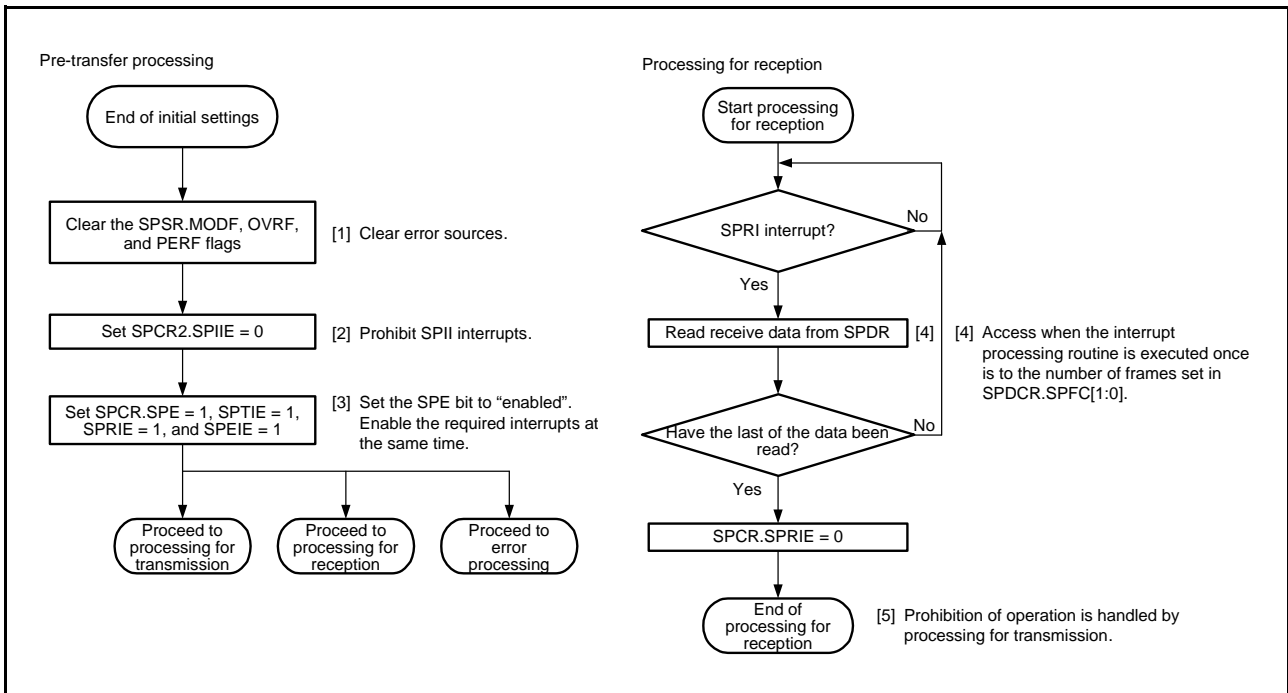 Pre-transfer processing
End of initial settings
Clear the SPSR.MODF, OVRF,
and PERF flags
[1] Clear error sources.
Set SPCR2.SPIIE = 0
[2] Prohibit SPII interrupts.
Set SPCR.SPE = 1, SPTIE = 1,
SPRIE = 1, and SPEIE = 1
[3] Set the SPE bit to “enabled”.
Enable the required interrupts at
the same time.
Proceed to
processing for
transmission
Proceed to
processing for
reception
Proceed to
error
processing
Processing for reception
Start processing
for reception
SPRI interrupt?
No
Yes
Read receive data from SPDR
[4]
[4] Access when the interrupt
processing routine is executed once
is to the number of frames set in
SPDCR.SPFC[1:0].
Have the last of the data been
read?
No
Yes
SPCR.SPRIE = 0
End of
processing for
reception
[5] Prohibition of operation is handled by
processing for transmission.